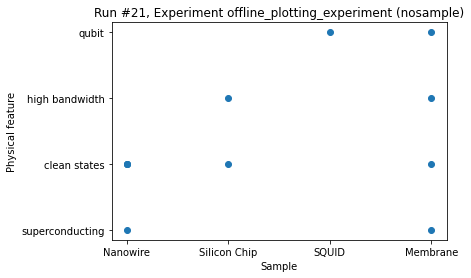 Run #21, Experiment offline_plotting_experiment (nosample)
qubit
high bandwidth
clean states
superconducting
Physical feature
Nanowire Silicon Chip SQUID Membrane
Sample